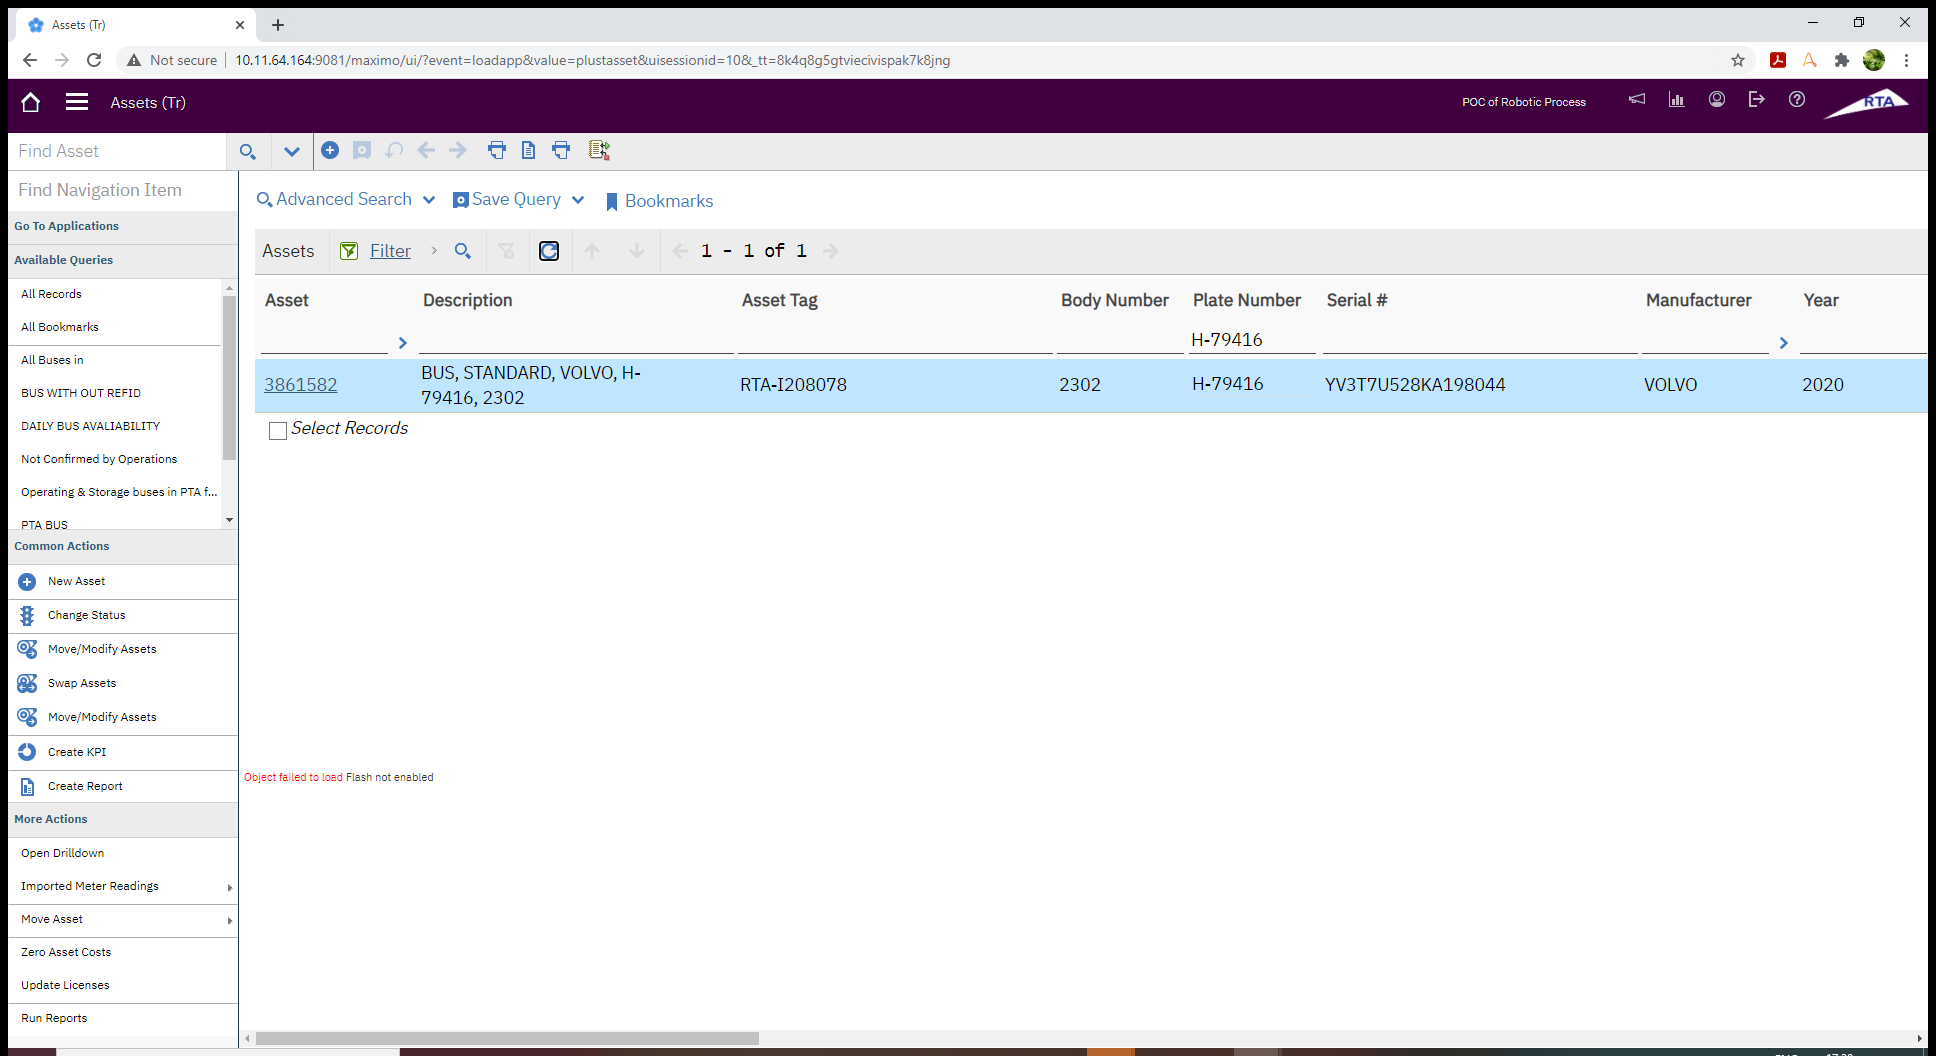 Assets (Tr)
Not secure
10.11.64.164:9081/maximo/ui/?event=loadapp&value=plustasset&uisessionid=10&_tt=8k4q8g5gtviecivispak7k8jng
Assets (Tr)
POC of Robotic Process
RTA
Find Asset
Find Navigation Item
Go To Applications
Available Queries
All Records
All Bookmarks
All Buses in
BUS WITH OUT REFID
DAILY BUS AVALIABILITY
Not Confirmed by Operations
Operating & Storage buses in PTA f...
PTA BUS
Common Actions
New Asset
Change Status
Move/Modify Assets
Swap Assets
Move/Modify Assets
Create KPI
Create Report
More Actions
Open Drilldown
Imported Meter Readings
Move Asset
Zero Asset Costs
Update Licenses
Run Reports
Advanced Search
Save Query
Bookmarks
Assets
Filter
1 - 1 of 1
Asset Description Asset Tag Body Number Plate Number Serial # Manufacturer Year
H-79416
3861582 BUS, STANDARD, VOLVO, H-
79416, 2302 RTA-I208078 2302 H-79416 YV3T7U528KA198044 VOLVO 2020
Select Records
Object failed to load Flash not enabled